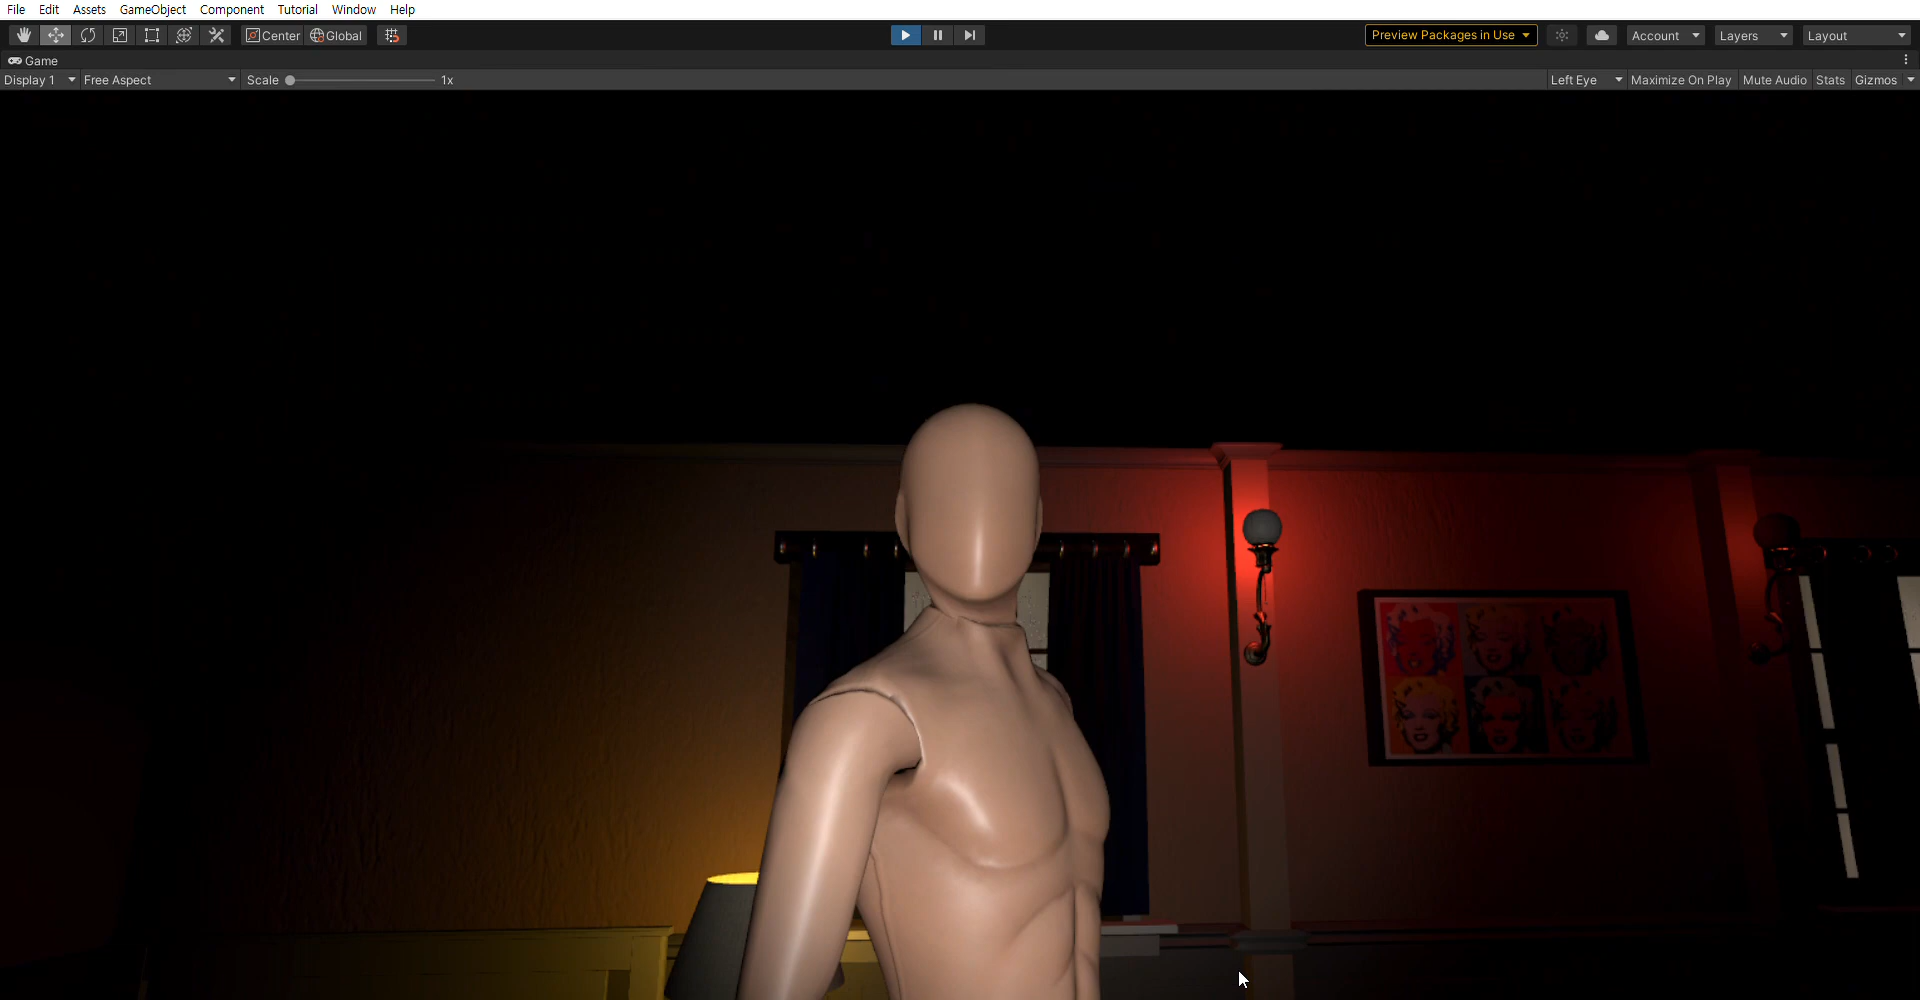 File Edit Assets GameObject Component Tutorial Window Help
Center Global Preview Packages in Use Account Layers Layout
Game
Display 1 Free Aspect Scale 1x Left Eye Maximize On Play Mute Audio Stats Gizmos